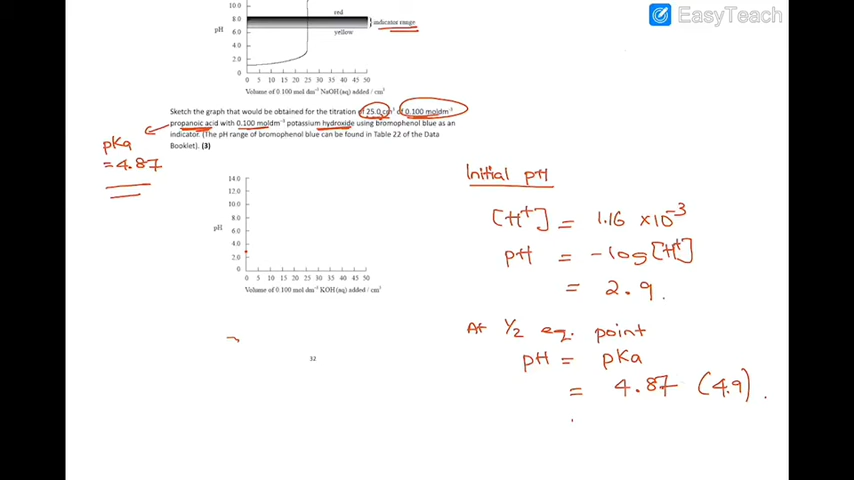 EasyTeach
10.0
8.0
pH
6.0
4.0
2.0
0
red
indicator range
yellow
0 5 10 15 20 25 30 35 40 45 50
Volume of 0 100 mol dm⁻³ NaOH (aq) added / cm³
Sketch the graph that would be obtained for the titration of 25.0 cm³ of 0.100 moldm⁻³
propanoic acid with 0.100 moldm⁻³ potassium hydroxide using bromophenol blue as an
indicator. (The pH range of bromophenol blue can be found in Table 22 of the Data
Booklet). (3)
pKa
= 4.87
14.0
12.0
10.0
8.0
pH
6.0
4.0
2.0
0
0 5 10 15 20 25 30 35 40 45 50
Volume of 0 100 mol dm⁻³ KOH (aq) added / cm³
32
Initial pH
[H⁺] = 1.16 × 10⁻³
pH = -log[H⁺]
= 2.9.
At ½ eq. point
pH = pKa
= 4.87 (4.9).